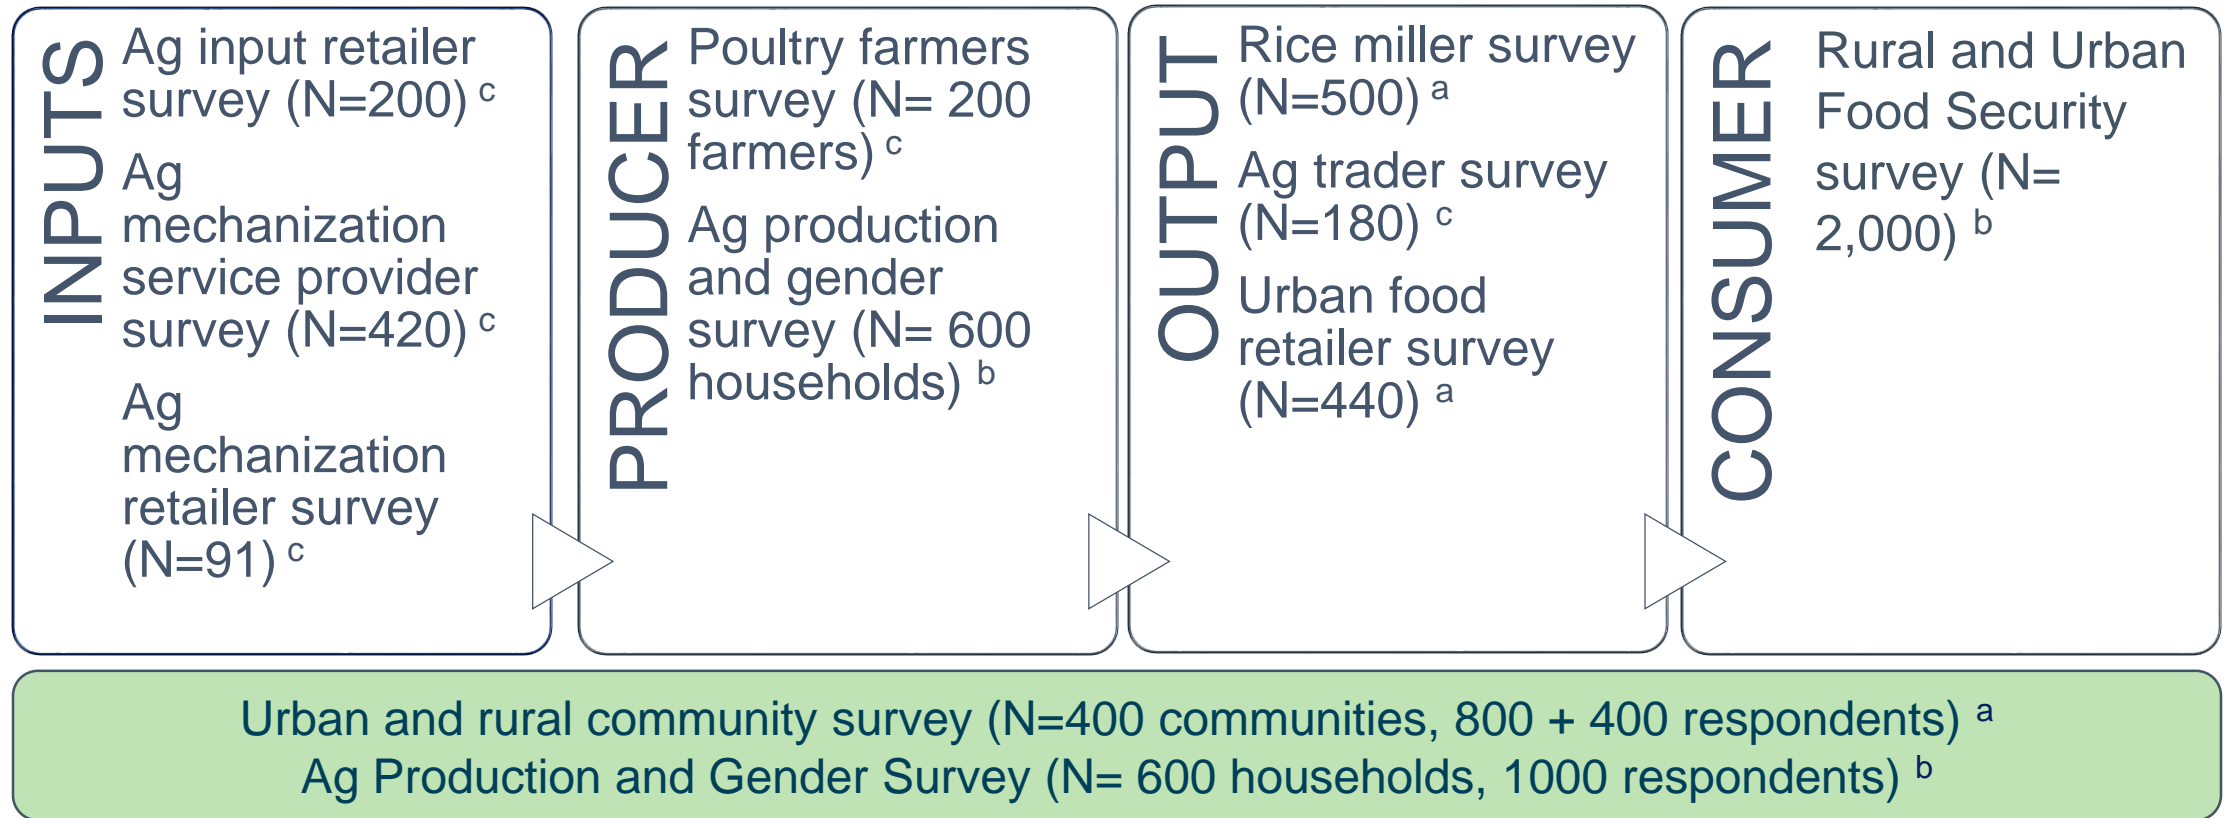 INPUTS
Ag input retailer
survey (N=200) c
Ag
mechanization
service provider
survey (N=420) c
Ag
mechanization
retailer survey
(N=91) c
PRODUCER
Poultry farmers
survey (N= 200
farmers) c
Ag production
and gender
survey (N= 600
households) b
OUTPUT
Rice miller survey
(N=500) a
Ag trader survey
(N=180) c
Urban food
retailer survey
(N=440) a
CONSUMER
Rural and Urban
Food Security
survey (N=
2,000) b
Urban and rural community survey (N=400 communities, 800 + 400 respondents) a
Ag Production and Gender Survey (N= 600 households, 1000 respondents) b